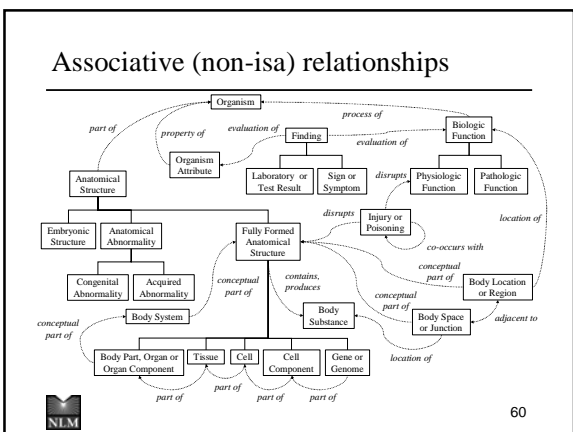 Associative (non-isa) relationships
Organism
process of
part of
property of
evaluation of
Finding
evaluation of
Biologic
Function
Organism
Attribute
Anatomical
Structure
Laboratory or
Test Result
Sign or
Symptom
disrupts
Physiologic
Function
Pathologic
Function
Embryonic
Structure
Anatomical
Abnormality
Fully Formed
Anatomical
Structure
disrupts
Injury or
Poisoning
location of
co-occurs with
Congenital
Abnormality
Acquired
Abnormality
conceptual
part of
contains,
produces
conceptual
part of
Body Location
or Region
Body System
Body
Substance
conceptual
part of
Body Space
or Junction
adjacent to
conceptual
part of
location of
Body Part, Organ or
Organ Component
Tissue
Cell
Cell
Component
Gene or
Genome
part of
part of
part of
part of
NLM
60